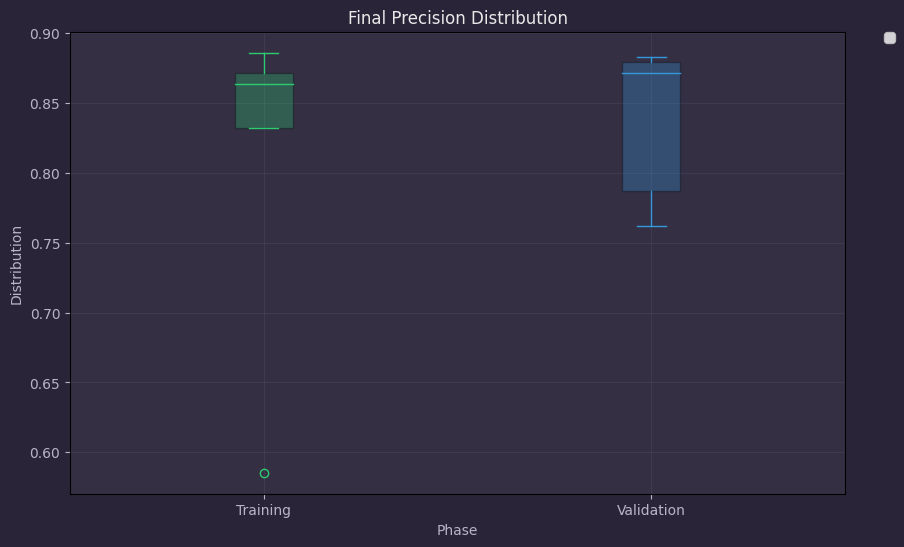 Final Precision Distribution
0.90
0.85
0.80
0.75
0.70
0.65
0.60
Distribution
Training
Validation
Phase